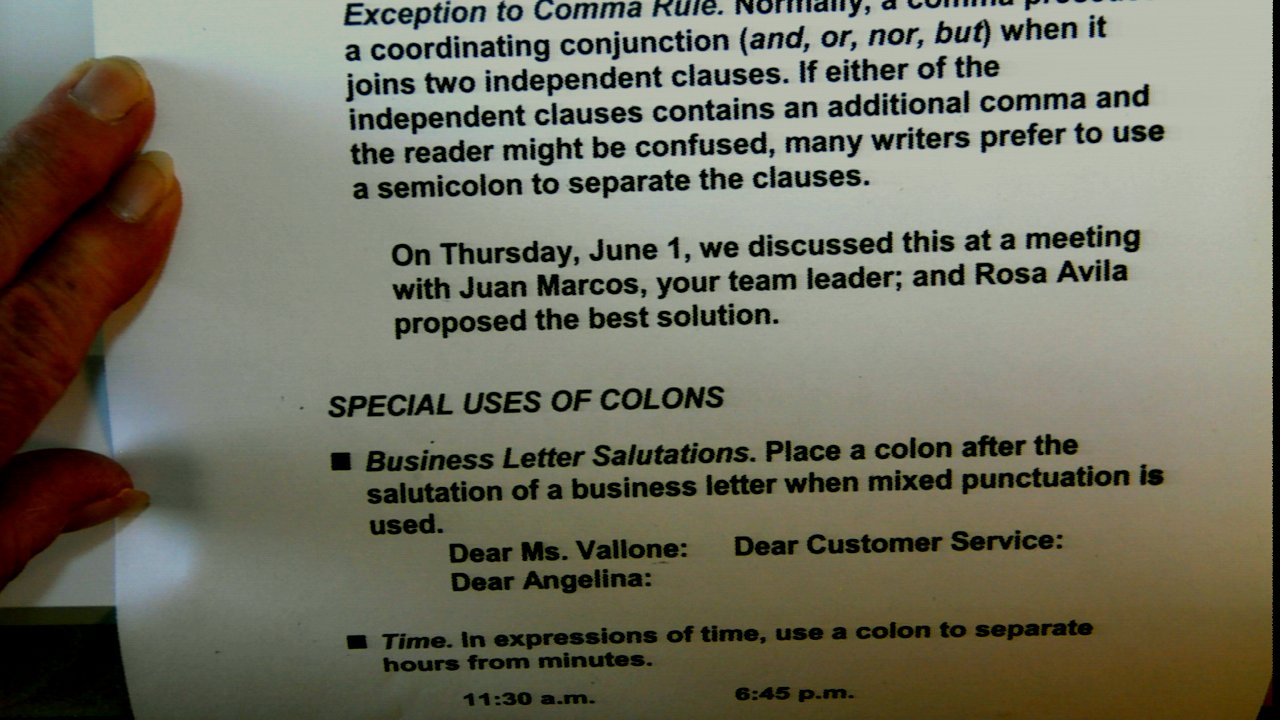 Exception to Comma Rule. Normally, a comma
a coordinating conjunction (and, or, nor, but) when it
joins two independent clauses. If either of the
independent clauses contains an additional comma and
the reader might be confused, many writers prefer to use
a semicolon to separate the clauses.
On Thursday, June 1, we discussed this at a meeting
with Juan Marcos, your team leader; and Rosa Avila
proposed the best solution.
SPECIAL USES OF COLONS
■ Business Letter Salutations. Place a colon after the
salutation of a business letter when mixed punctuation is
used.
Dear Ms. Vallone: Dear Customer Service:
Dear Angelina:
■ Time. In expressions of time, use a colon to separate
hours from minutes.
11:30 a.m. 6:45 p.m.